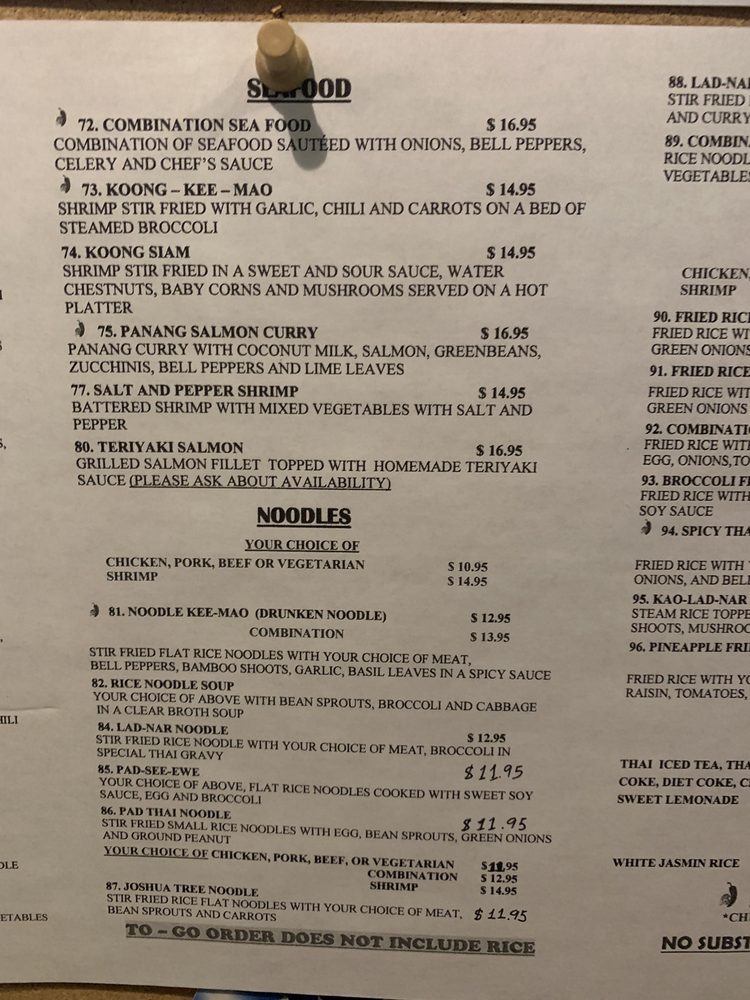 SEAFOOD
72. COMBINATION SEA FOOD $ 16.95
COMBINATION OF SEAFOOD SAUTÉED WITH ONIONS, BELL PEPPERS,
CELERY AND CHEF'S SAUCE
73. KOONG – KEE – MAO $ 14.95
SHRIMP STIR FRIED WITH GARLIC, CHILI AND CARROTS ON A BED OF
STEAMED BROCCOLI
74. KOONG SIAM $ 14.95
SHRIMP STIR FRIED IN A SWEET AND SOUR SAUCE, WATER
CHESTNUTS, BABY CORNS AND MUSHROOMS SERVED ON A HOT
PLATTER
75. PANANG SALMON CURRY $ 16.95
PANANG CURRY WITH COCONUT MILK, SALMON, GREENBEANS,
ZUCCHINIS, BELL PEPPERS AND LIME LEAVES
77. SALT AND PEPPER SHRIMP $ 14.95
BATTERED SHRIMP WITH MIXED VEGETABLES WITH SALT AND
PEPPER
80. TERIYAKI SALMON $ 16.95
GRILLED SALMON FILLET TOPPED WITH HOMEMADE TERIYAKI
SAUCE (PLEASE ASK ABOUT AVAILABILITY)
NOODLES
YOUR CHOICE OF
CHICKEN, PORK, BEEF OR VEGETARIAN $ 10.95
SHRIMP $ 14.95
81. NOODLE KEE-MAO (DRUNKEN NOODLE) $ 12.95
COMBINATION $ 13.95
STIR FRIED FLAT RICE NOODLES WITH YOUR CHOICE OF MEAT,
BELL PEPPERS, BAMBOO SHOOTS, GARLIC, BASIL LEAVES IN A SPICY SAUCE
82. RICE NOODLE SOUP
YOUR CHOICE OF ABOVE WITH BEAN SPROUTS, BROCCOLI AND CABBAGE
IN A CLEAR BROTH SOUP
84. LAD-NAR NOODLE $ 12.95
STIR FRIED RICE NOODLE WITH YOUR CHOICE OF MEAT, BROCCOLI IN
SPECIAL THAI GRAVY
85. PAD-SEE-EWE $11.95
YOUR CHOICE OF ABOVE, FLAT RICE NOODLES COOKED WITH SWEET SOY
SAUCE, EGG AND BROCCOLI
86. PAD THAI NOODLE $11.95
STIR FRIED SMALL RICE NOODLES WITH EGG, BEAN SPROUTS, GREEN ONIONS
AND GROUND PEANUT
YOUR CHOICE OF CHICKEN, PORK, BEEF, OR VEGETARIAN $11.95
COMBINATION $ 12.95
SHRIMP $ 14.95
87. JOSHUA TREE NOODLE
STIR FRIED RICE FLAT NOODLES WITH YOUR CHOICE OF MEAT, $ 11.95
BEAN SPROUTS AND CARROTS
TO – GO ORDER DOES NOT INCLUDE RICE
88. LAD-NA
STIR FRIED
AND CURRY
89. COMBIN
RICE NOODL
VEGETABLE
CHICKEN,
SHRIMP
90. FRIED RIC
FRIED RICE WI
GREEN ONIONS
91. FRIED RICE
FRIED RICE WIT
GREEN ONIONS
92. COMBINATI
FRIED RICE WIT
EGG, ONIONS, TO
93. BROCCOLI F
FRIED RICE WITH
SOY SAUCE
94. SPICY THA
FRIED RICE WITH
ONIONS, AND BEL
95. KAO-LAD-NAR
STEAM RICE TOPPE
SHOOTS, MUSHROO
96. PINEAPPLE FRI
FRIED RICE WITH YO
RAISIN, TOMATOES,
THAI ICED TEA, THA
COKE, DIET COKE, C
SWEET LEMONADE
WHITE JASMIN RICE
*CH
NO SUBST
HILI
OLE
ETABLES